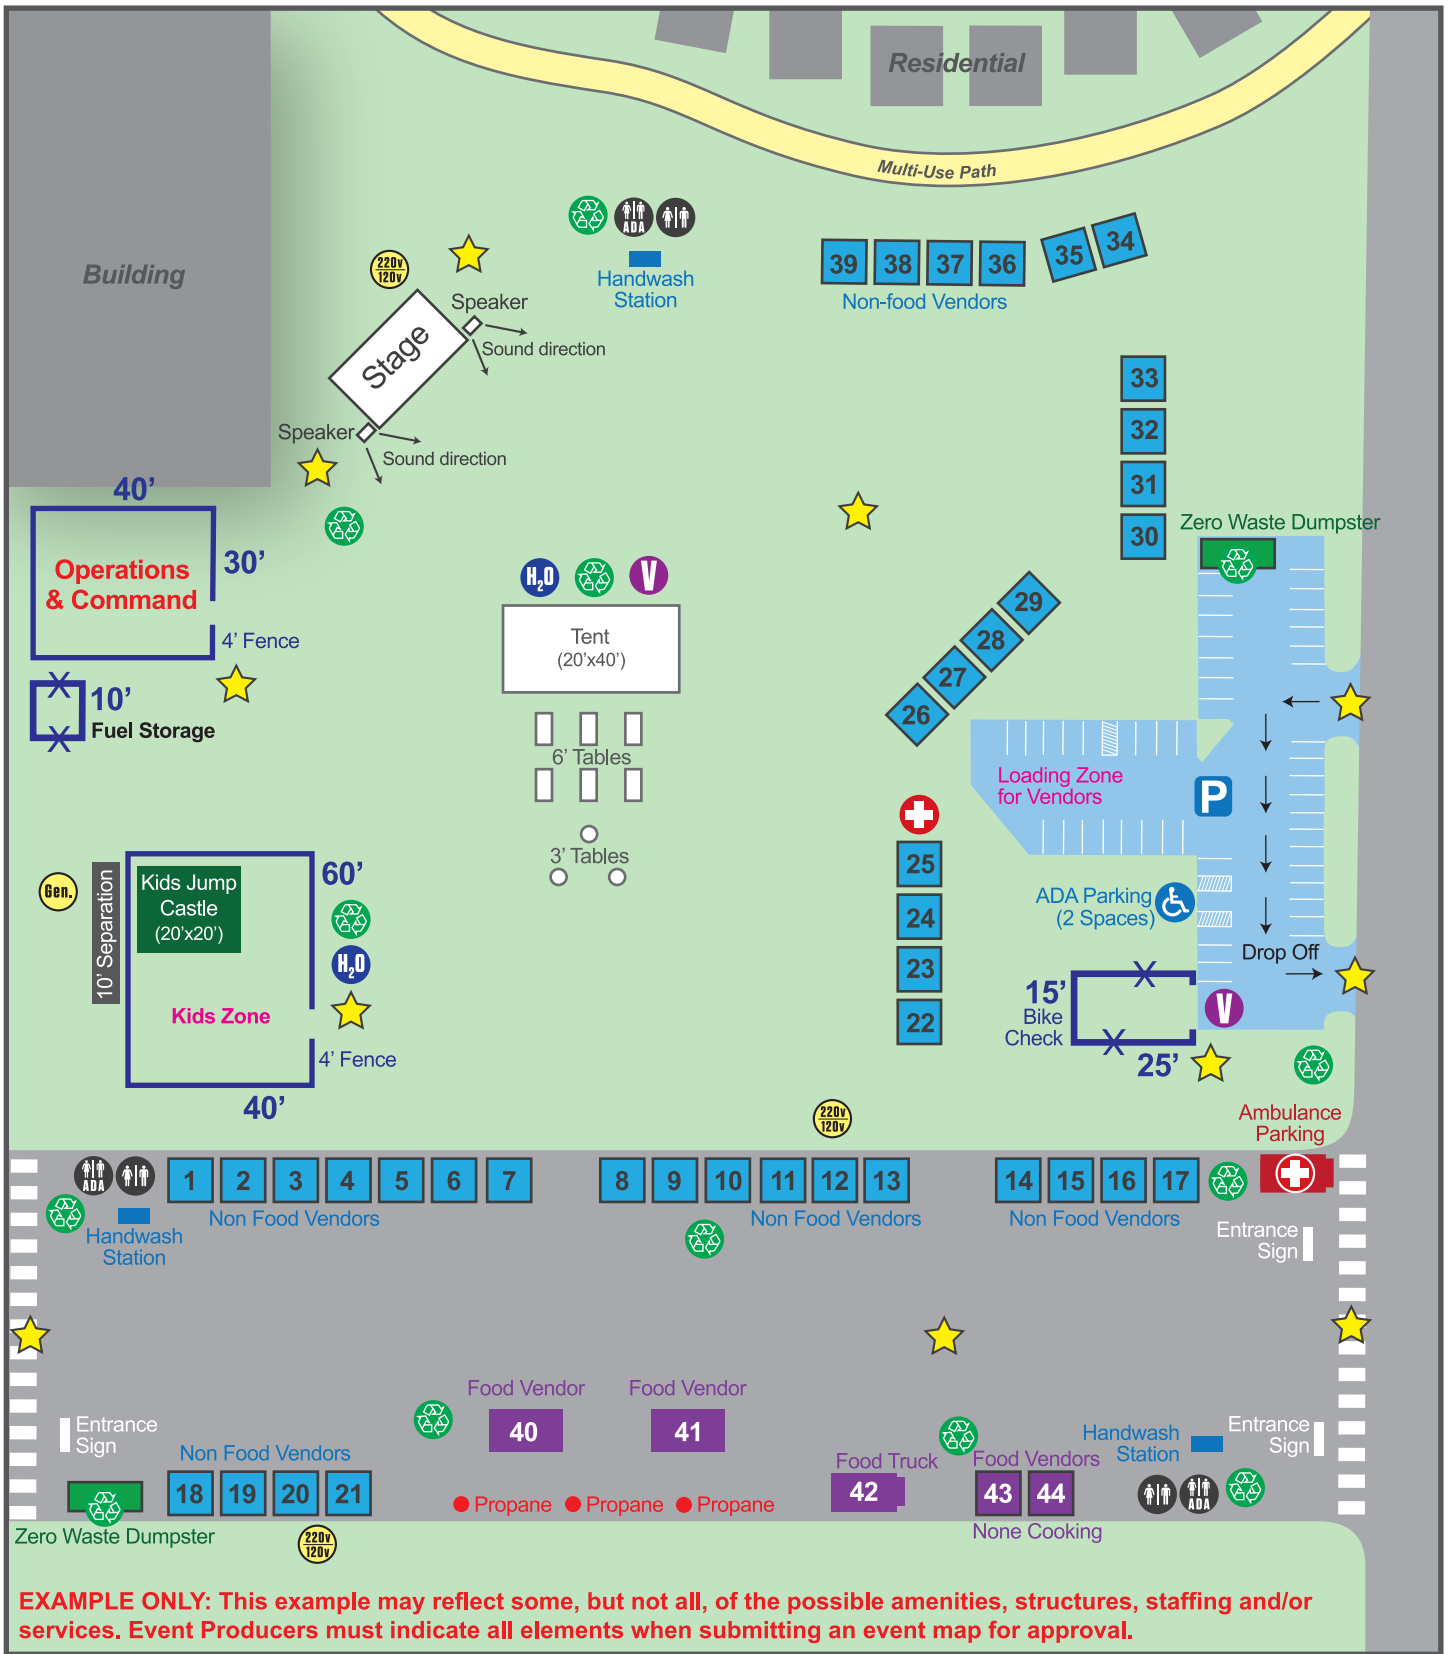 Residential
Multi-Use Path
Building
ADA
Handwash
Station
39
38
37
36
35
34
Non-food Vendors
220v
120v
Speaker
Sound direction
Stage
Speaker
Sound direction
33
32
31
30
Zero Waste Dumpster
40’
Operations
& Command
30’
4’ Fence
10’
Fuel Storage
H2O
V
Tent
(20’x40’)
6’ Tables
3’ Tables
29
28
27
26
Loading Zone
for Vendors
P
25
24
23
22
ADA Parking
(2 Spaces)
Drop Off
15’
Bike
Check
25’
V
Gen.
10’ Separation
Kids Jump
Castle
(20’x20’)
60’
H2O
Kids Zone
4’ Fence
40’
220v
120v
Ambulance
Parking
ADA
1
2
3
4
5
6
7
8
9
10
11
12
13
14
15
16
17
Non Food Vendors
Non Food Vendors
Non Food Vendors
Handwash
Station
Entrance
Sign
Food Vendor
40
Food Vendor
41
Entrance
Sign
Non Food Vendors
18
19
20
21
Zero Waste Dumpster
220v
120v
Propane
Propane
Propane
Food Truck
42
Food Vendors
43
44
None Cooking
Handwash
Station
ADA
Entrance
Sign
EXAMPLE ONLY: This example may reflect some, but not all, of the possible amenities, structures, staffing and/or
services. Event Producers must indicate all elements when submitting an event map for approval.